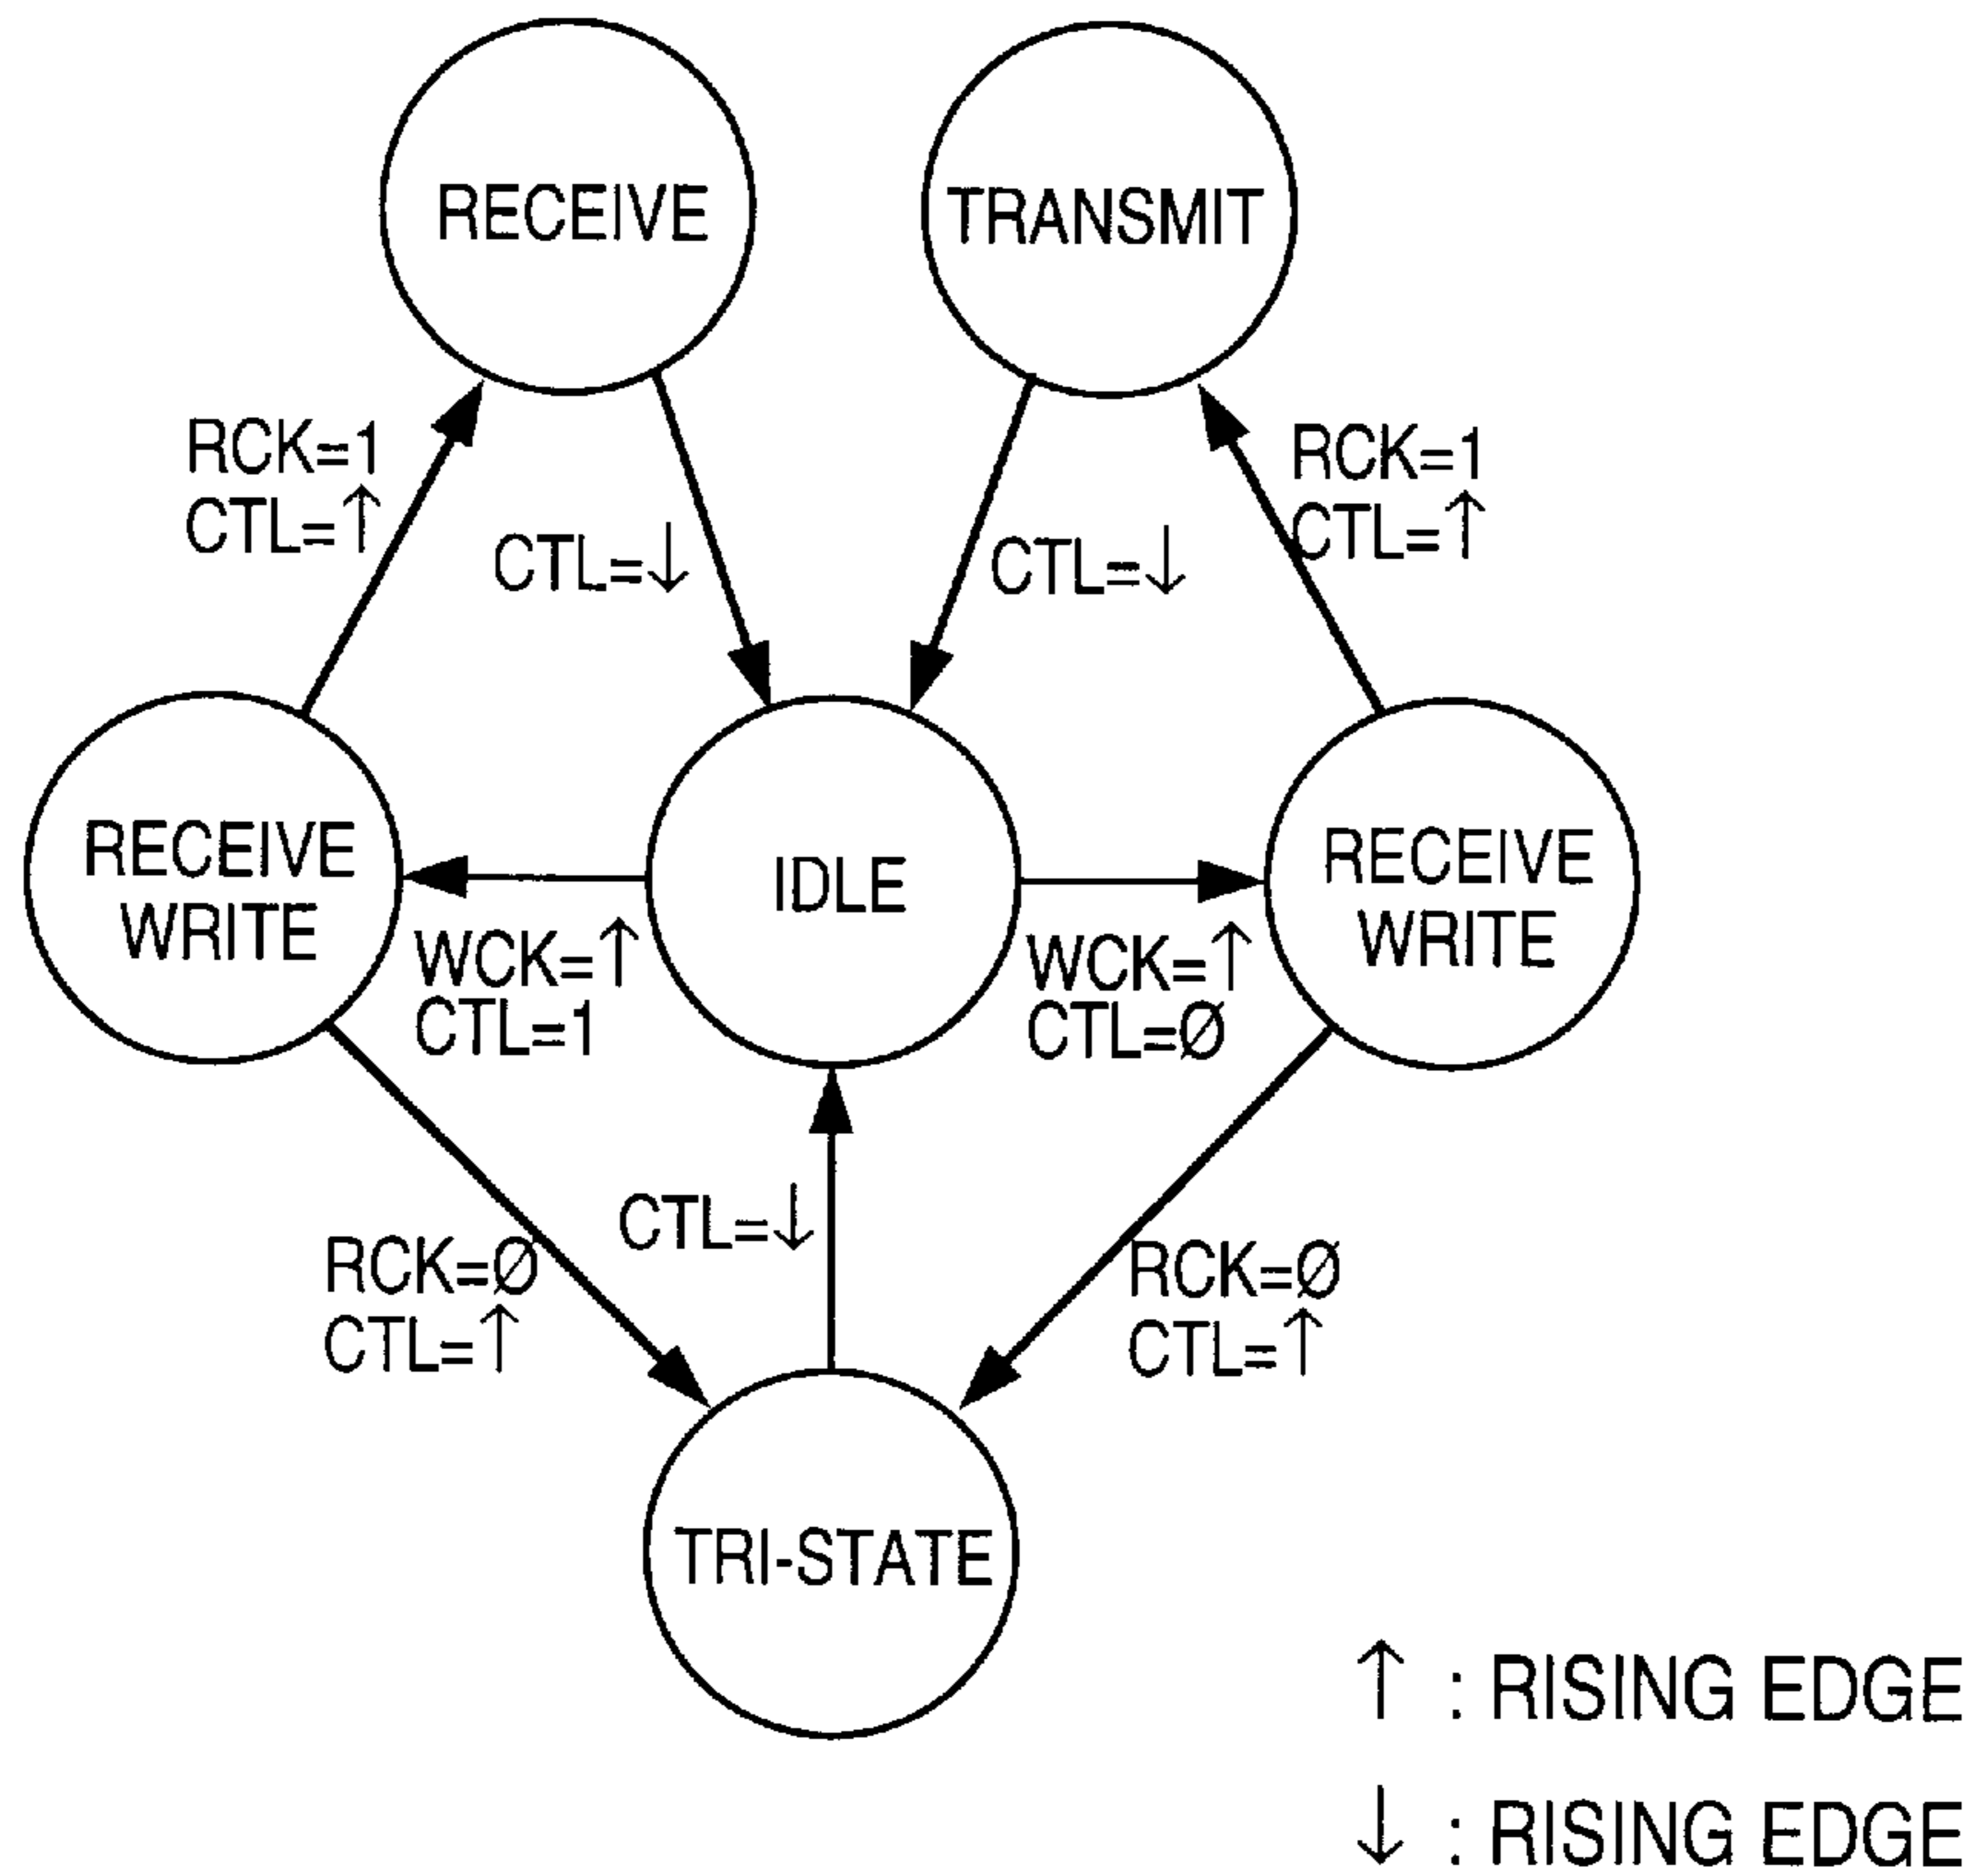 RECEIVE
TRANSMIT
RCK=1
CTL=↑
CTL=↓
CTL=↓
RCK=1
CTL=↑
RECEIVE
WRITE
WCK=↑
CTL=1
IDLE
WCK=↑
CTL=Ø
RECEIVE
WRITE
RCK=Ø
CTL=↑
CTL=↓
RCK=Ø
CTL=↑
TRI-STATE
↑ : RISING EDGE
↓ : RISING EDGE